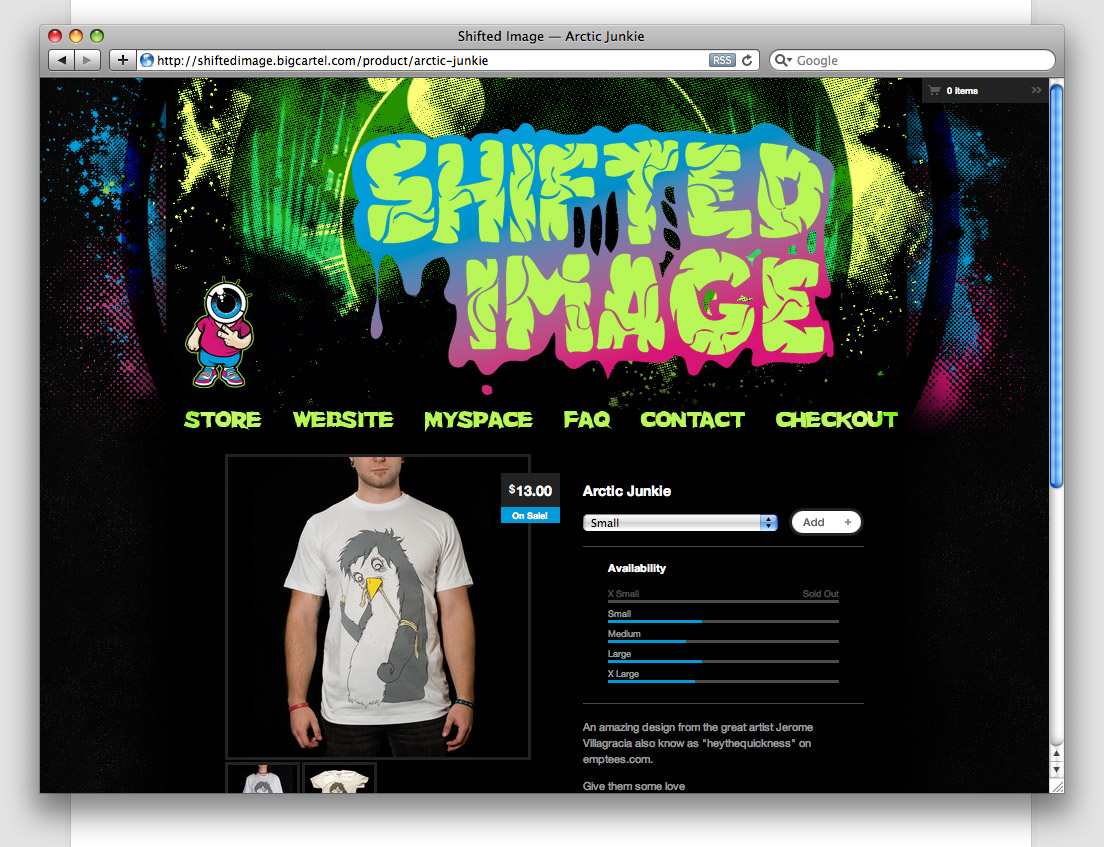 Shifted Image — Arctic Junkie
http://shiftedimage.bigcartel.com/product/arctic-junkie
RSS
Google
0 items
SHIFTED
IMAGE
STORE WEBSITE MYSPACE FAQ CONTACT CHECKOUT
$13.00
On Sale!
Arctic Junkie
Small
Add +
Availability
X Small Sold Out
Small
Medium
Large
X Large
An amazing design from the great artist Jerome
Villagracia also know as "heythequickness" on
emptees.com.
Give them some love